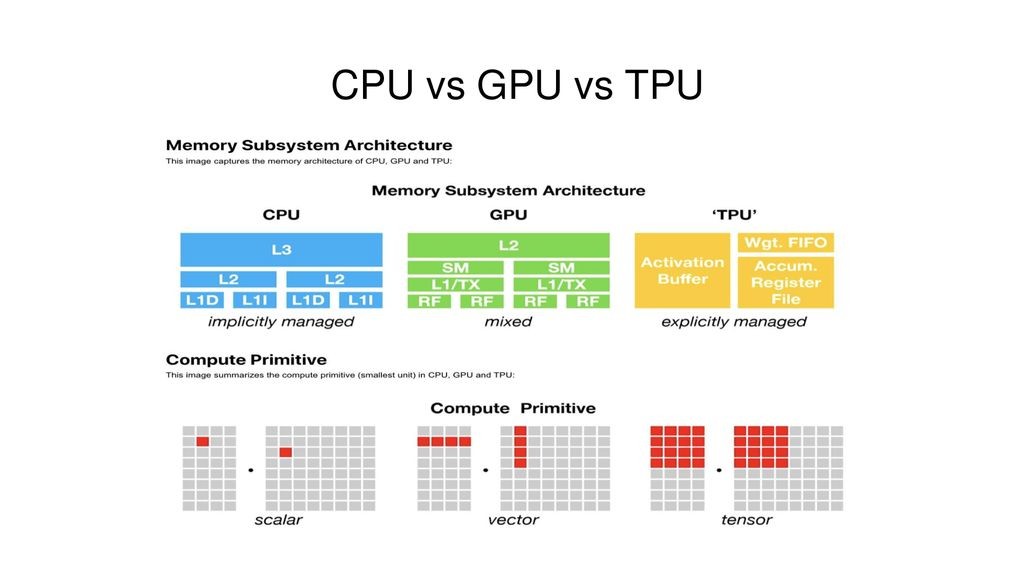 CPU vs GPU vs TPU
Memory Subsystem Architecture
This image captures the memory architecture of CPU, GPU and TPU:
Memory Subsystem Architecture
CPU GPU ‘TPU’
L3
L2 L2
L1D L1I L1D L1I
implicitly managed
L2
SM SM
L1/TX L1/TX
RF RF RF RF
mixed
Activation
Buffer
Wgt. FIFO
Accum.
Register
File
explicitly managed
Compute Primitive
This image summarizes the compute primitive (smallest unit) in CPU, GPU and TPU:
Compute Primitive
scalar vector tensor